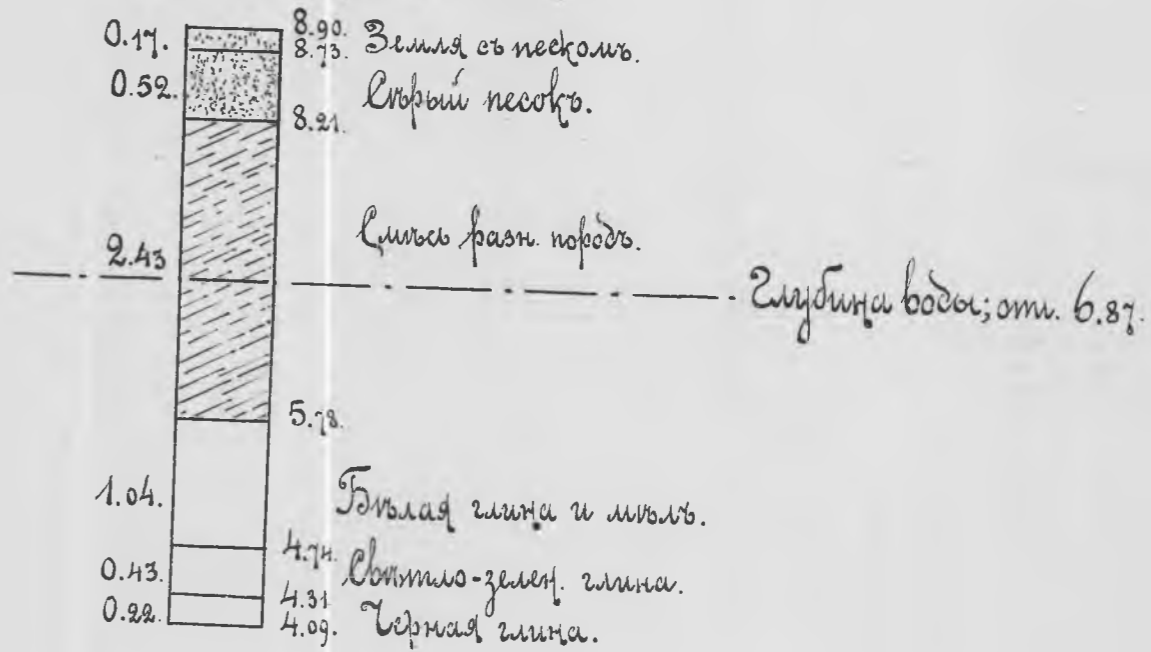 0.17. 8.90. Земля съ пескомъ.
8.73.
0.52. Сѣрый песокъ.
8.21.
Смѣсь разн. породъ.
2.43
Глубина воды; отм. 6.87.
5.78.
1.04. Бѣлая глина и мѣлъ.
4.74.
0.43. Свѣтло-зелен. глина.
4.31
0.22. Черная глина.
4.09.